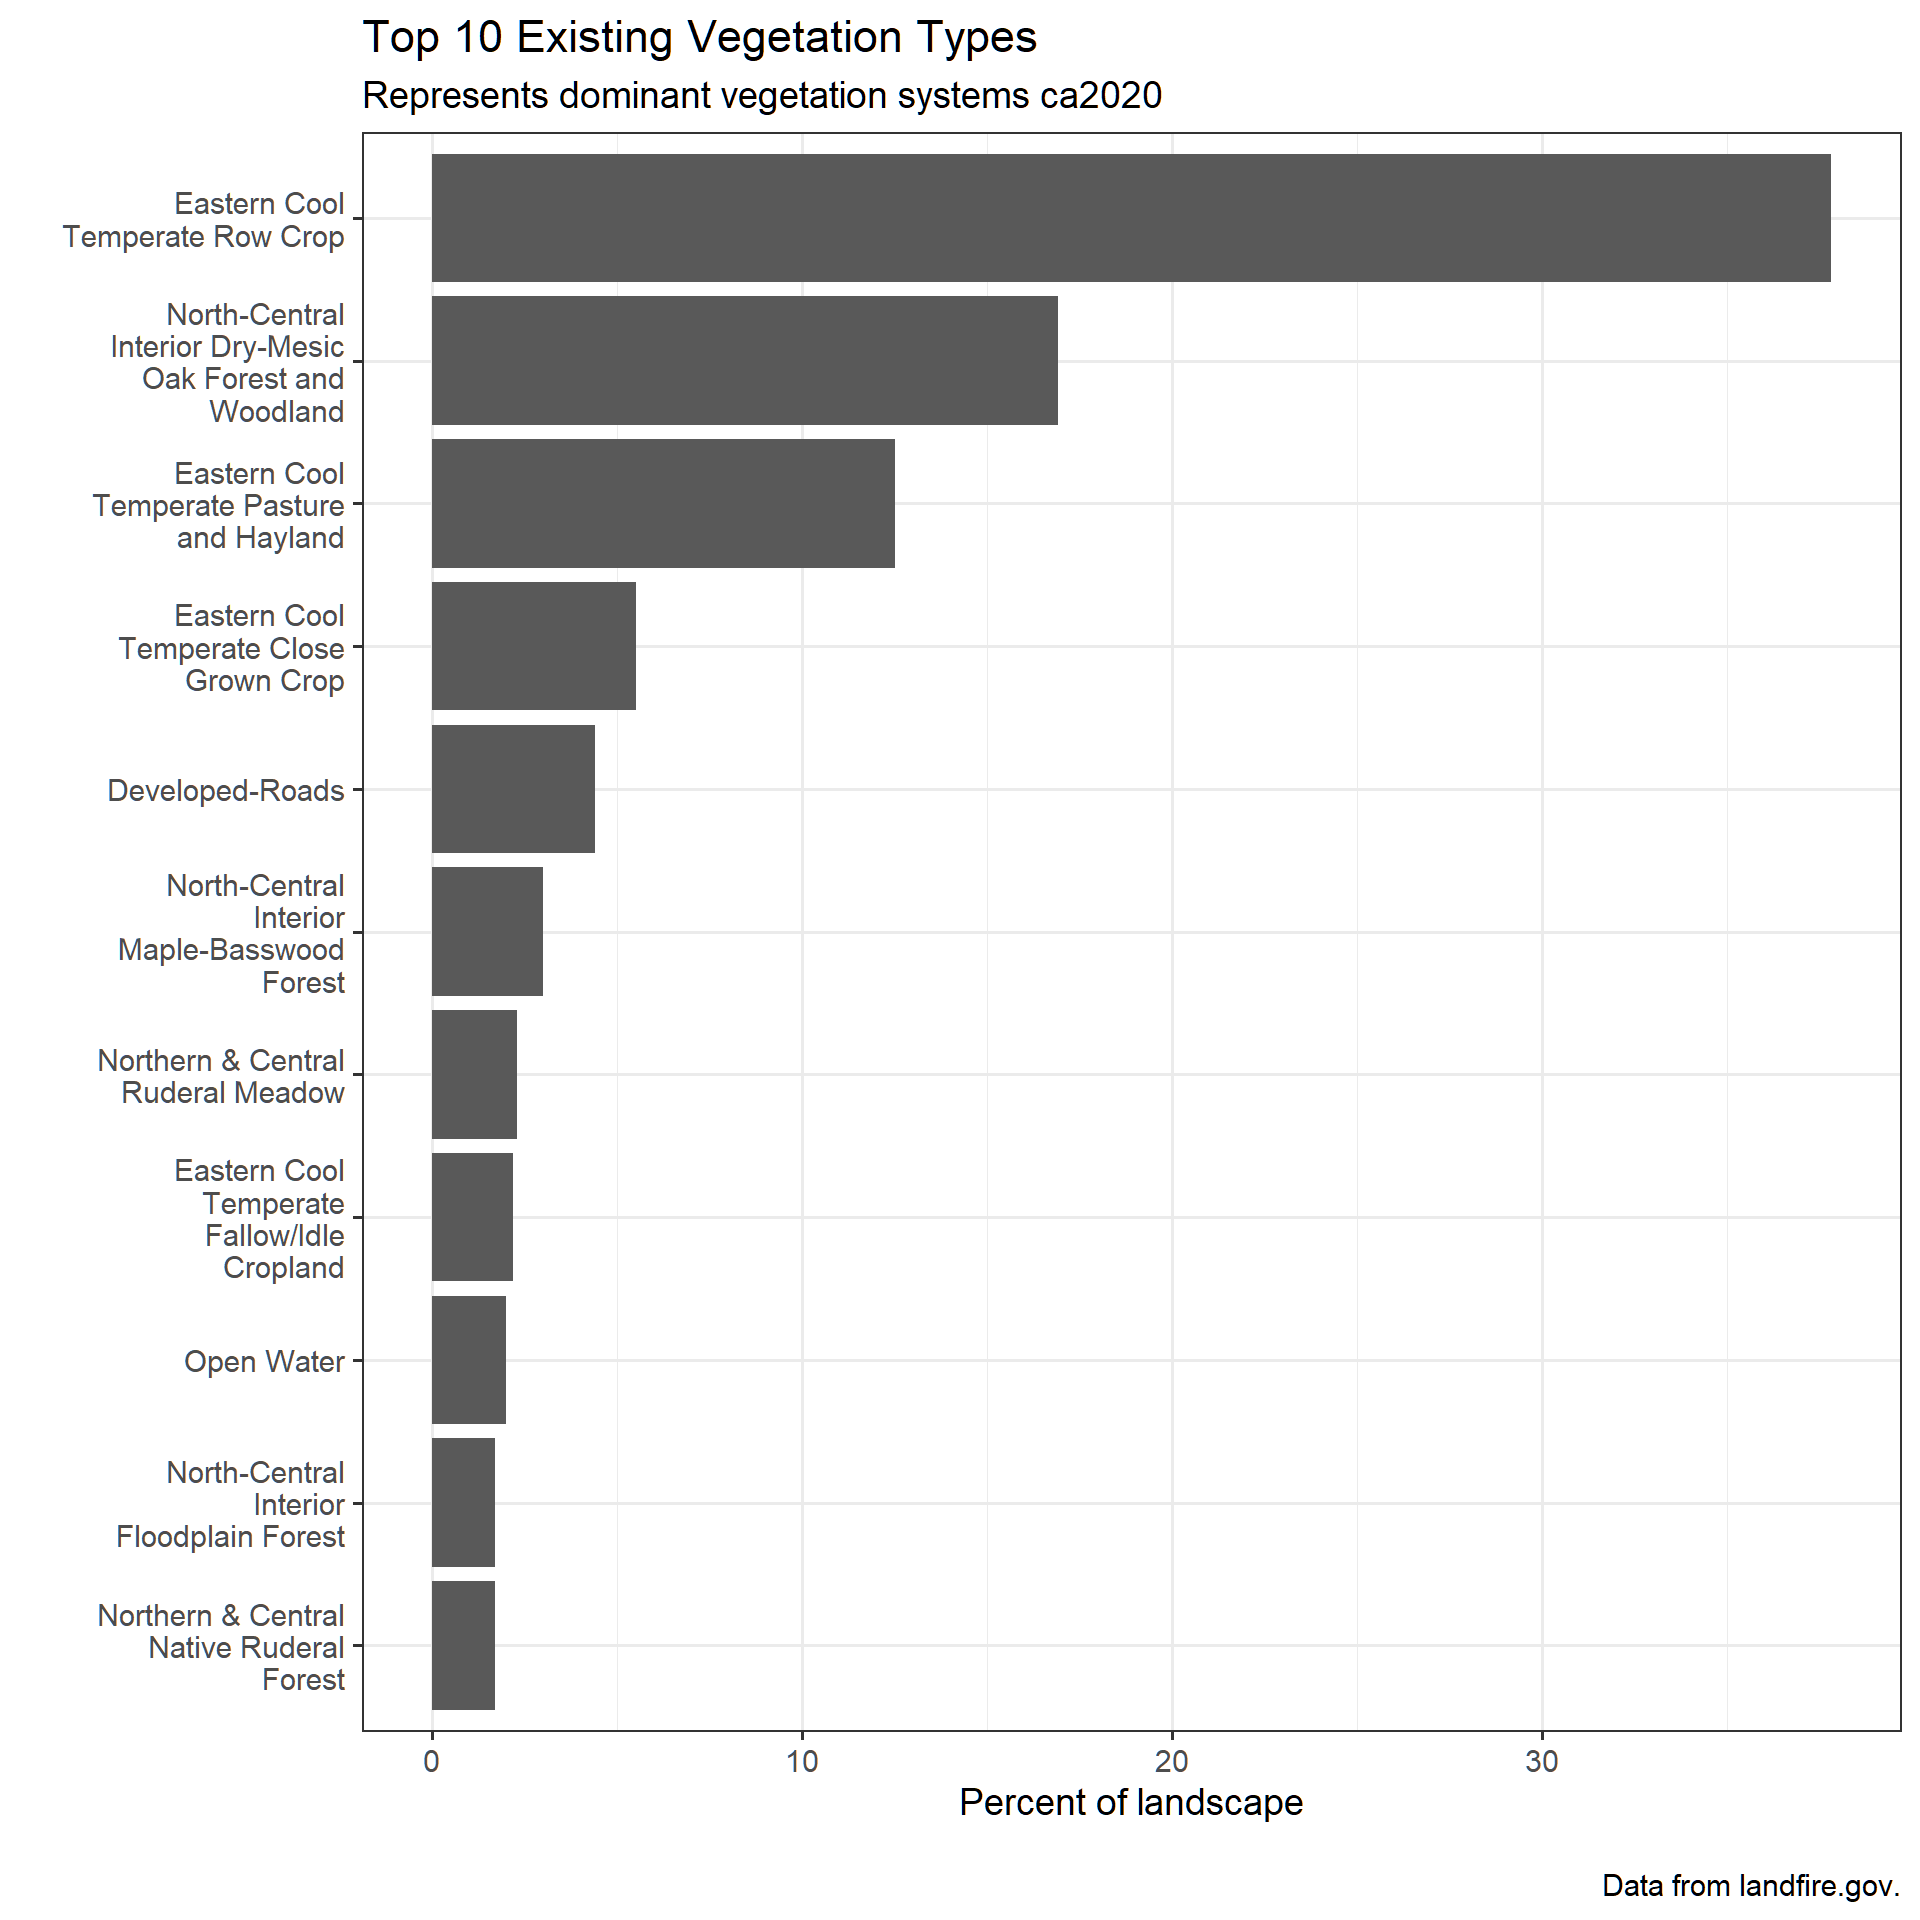 Top 10 Existing Vegetation Types
Represents dominant vegetation systems ca2020
Eastern Cool
Temperate Row Crop
North-Central
Interior Dry-Mesic
Oak Forest and
Woodland
Eastern Cool
Temperate Pasture
and Hayland
Eastern Cool
Temperate Close
Grown Crop
Developed-Roads
North-Central
Interior
Maple-Basswood
Forest
Northern & Central
Ruderal Meadow
Eastern Cool
Temperate
Fallow/Idle
Cropland
Open Water
North-Central
Interior
Floodplain Forest
Northern & Central
Native Ruderal
Forest
0 10 20 30
Percent of landscape
Data from landfire.gov.